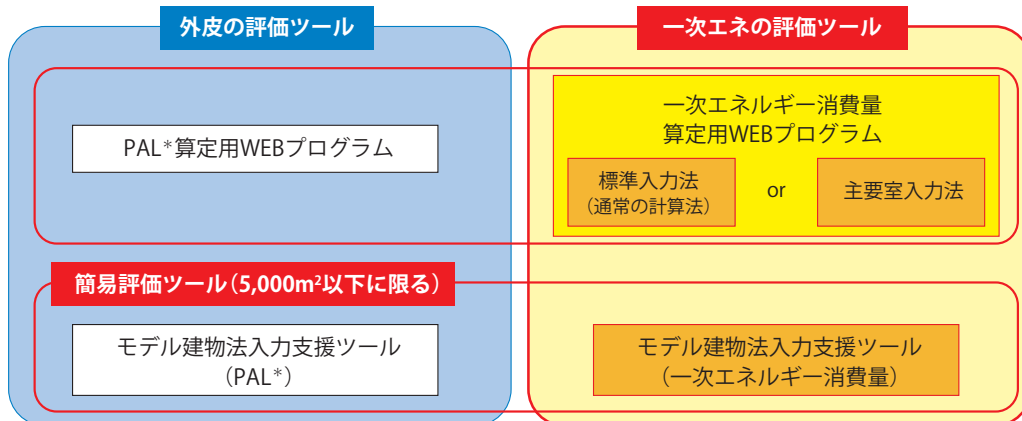 外皮の評価ツール
一次エネの評価ツール
PAL*算定用WEBプログラム
一次エネルギー消費量
算定用WEBプログラム
標準入力法
(通常の計算法)
or
主要室入力法
簡易評価ツール(5,000m²以下に限る)
モデル建物法入力支援ツール
(PAL*)
モデル建物法入力支援ツール
(一次エネルギー消費量)